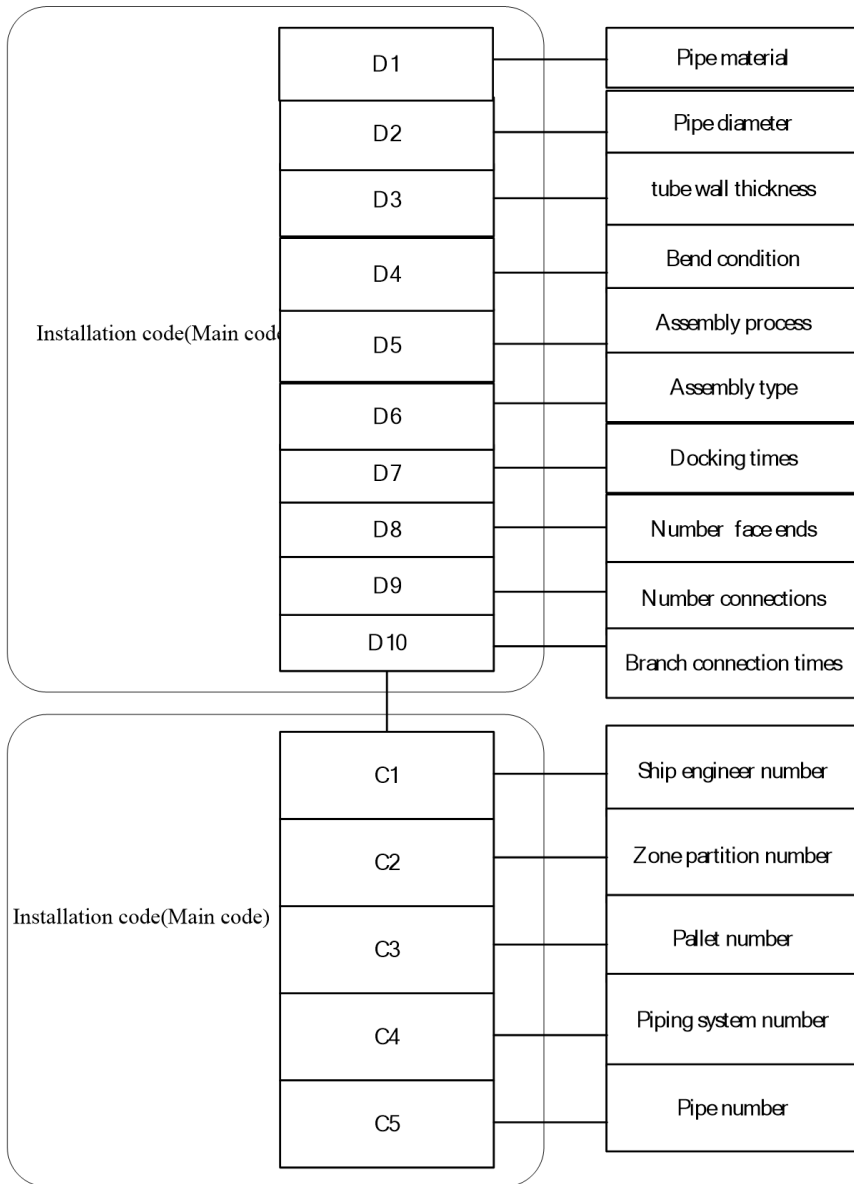 D1 Pipe material
D2 Pipe diameter
D3 tube wall thickness
D4 Bend condition
Installation code(Main code
D5 Assembly process
D6 Assembly type
D7 Docking times
D8 Number face ends
D9 Number connections
D10 Branch connection times
C1 Ship engineer number
C2 Zone partition number
Installation code(Main code)
C3 Pallet number
C4 Piping system number
C5 Pipe number